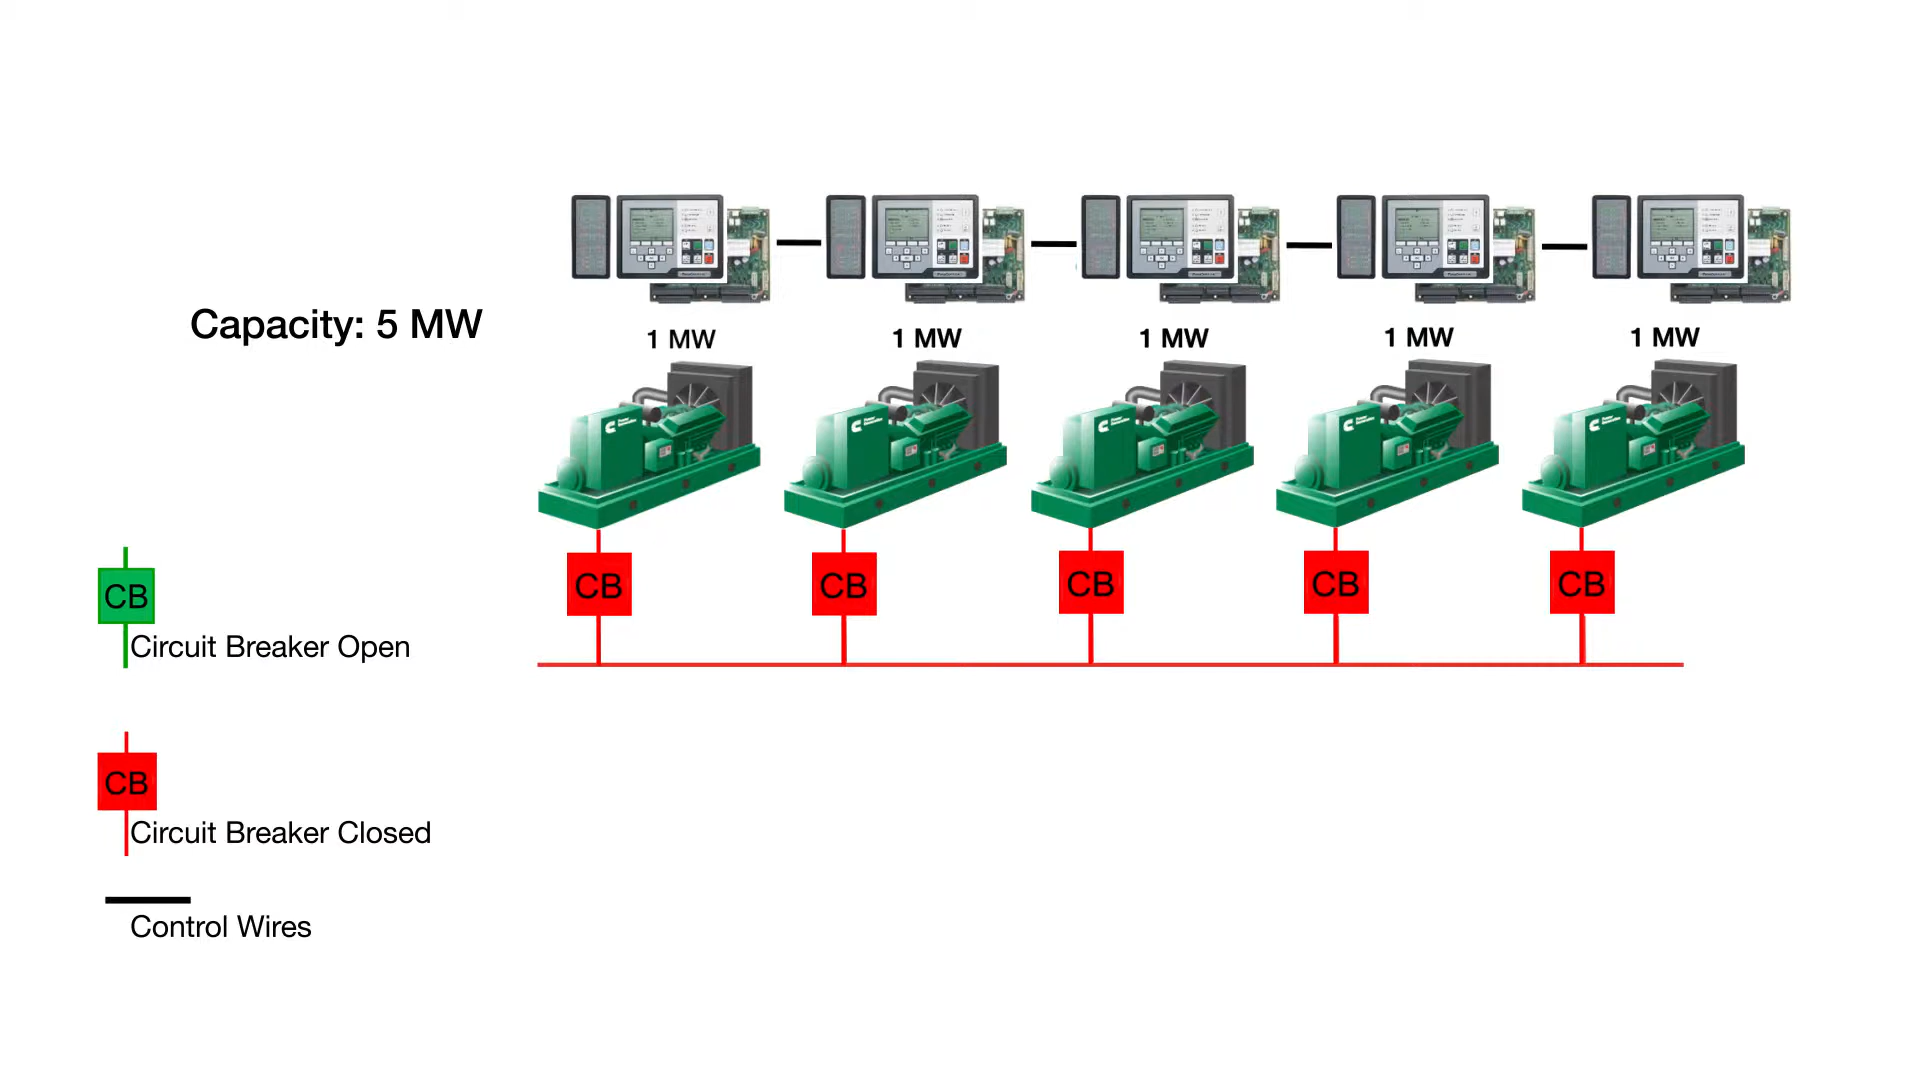 Capacity: 5 MW
1 MW
1 MW
1 MW
1 MW
1 MW
CB
CB
CB
CB
CB
CB
Circuit Breaker Open
CB
Circuit Breaker Closed
Control Wires